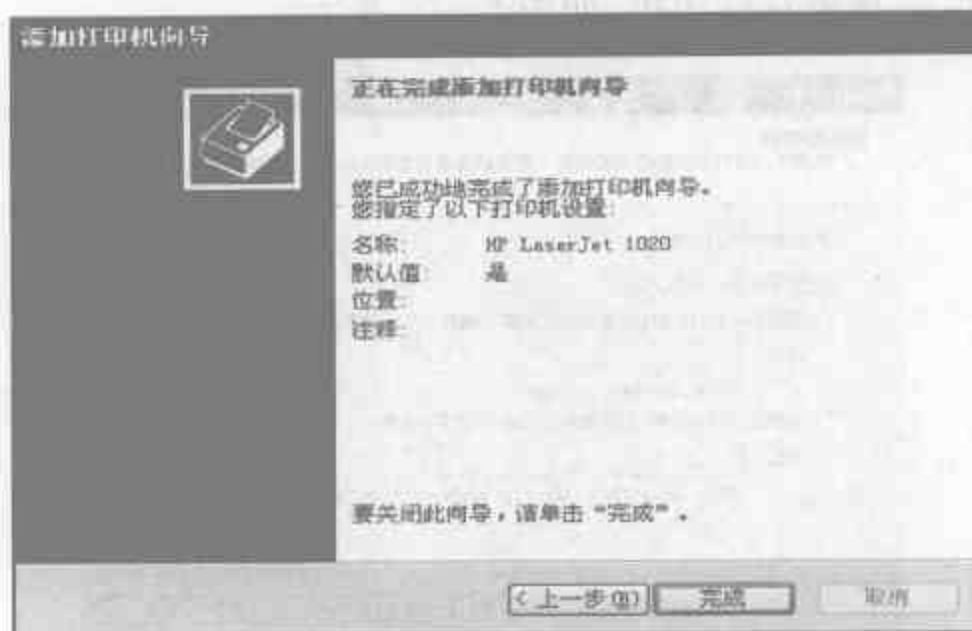 添加打印机向导
正在完成添加打印机向导
您已成功地完成了添加打印机向导。
您指定了以下打印机设置:
名称: HP LaserJet 1020
默认值: 是
位置:
注释:
要关闭此向导，请单击“完成”。
< 上一步(B) 完成 取消